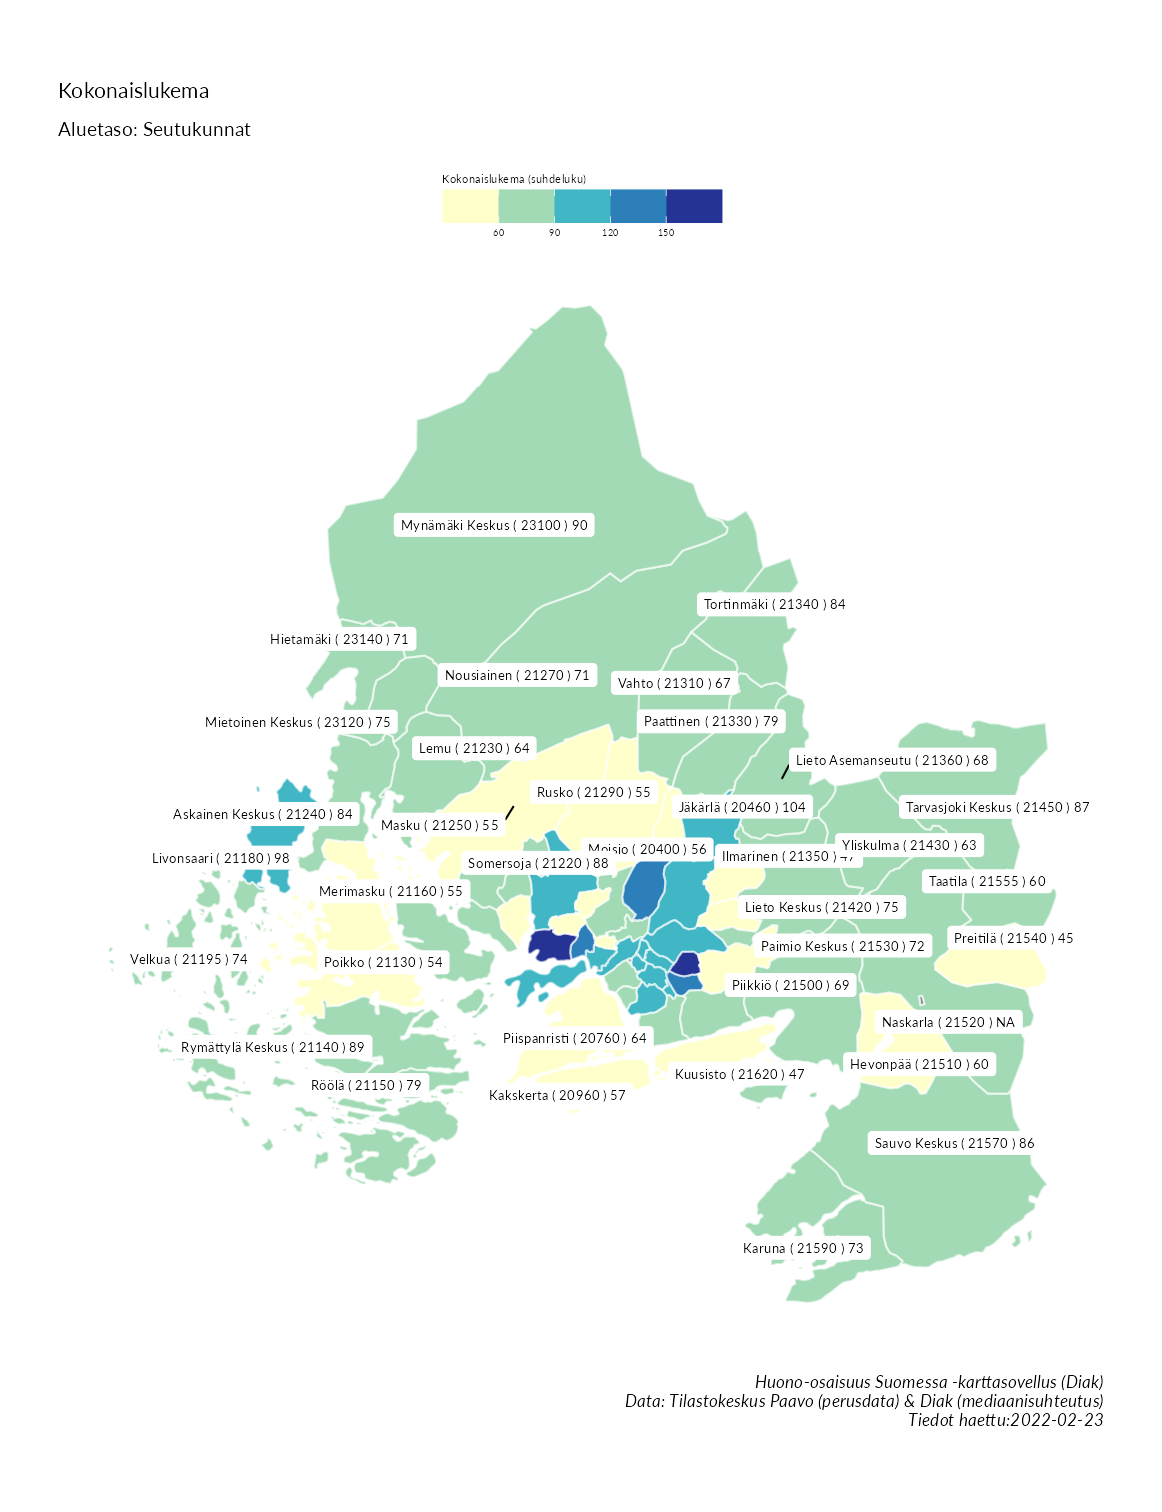 Kokonaislukema
Aluetaso: Seutukunnat
Kokonaislukema (suhdeluku)
60 90 120 150
Mynämäki Keskus ( 23100 ) 90
Tortinmäki ( 21340 ) 84
Hietamäki ( 23140 ) 71
Nousiainen ( 21270 ) 71
Vahto ( 21310 ) 67
Mietoinen Keskus ( 23120 ) 75
Paattinen ( 21330 ) 79
Lemu ( 21230 ) 64
Lieto Asemanseutu ( 21360 ) 68
Rusko ( 21290 ) 55
Jäkärlä ( 20460 ) 104
Tarvasjoki Keskus ( 21450 ) 87
Askainen Keskus ( 21240 ) 84
Masku ( 21250 ) 55
Yliskulma ( 21430 ) 63
Moisio ( 20400 ) 56
Ilmarinen ( 21350 ) 47
Livonsaari ( 21180 ) 98
Somersoja ( 21220 ) 88
Taatila ( 21555 ) 60
Merimasku ( 21160 ) 55
Lieto Keskus ( 21420 ) 75
Preitilä ( 21540 ) 45
Paimio Keskus ( 21530 ) 72
Velkua ( 21195 ) 74
Poikko ( 21130 ) 54
Piikkiö ( 21500 ) 69
Naskarla ( 21520 ) NA
Piispanristi ( 20760 ) 64
Rymättylä Keskus ( 21140 ) 89
Hevonpää ( 21510 ) 60
Kuusisto ( 21620 ) 47
Röölä ( 21150 ) 79
Kakskerta ( 20960 ) 57
Sauvo Keskus ( 21570 ) 86
Karuna ( 21590 ) 73
Huono-osaisuus Suomessa -karttasovellus (Diak)
Data: Tilastokeskus Paavo (perusdata) & Diak (mediaanisuhteutus)
Tiedot haettu:2022-02-23